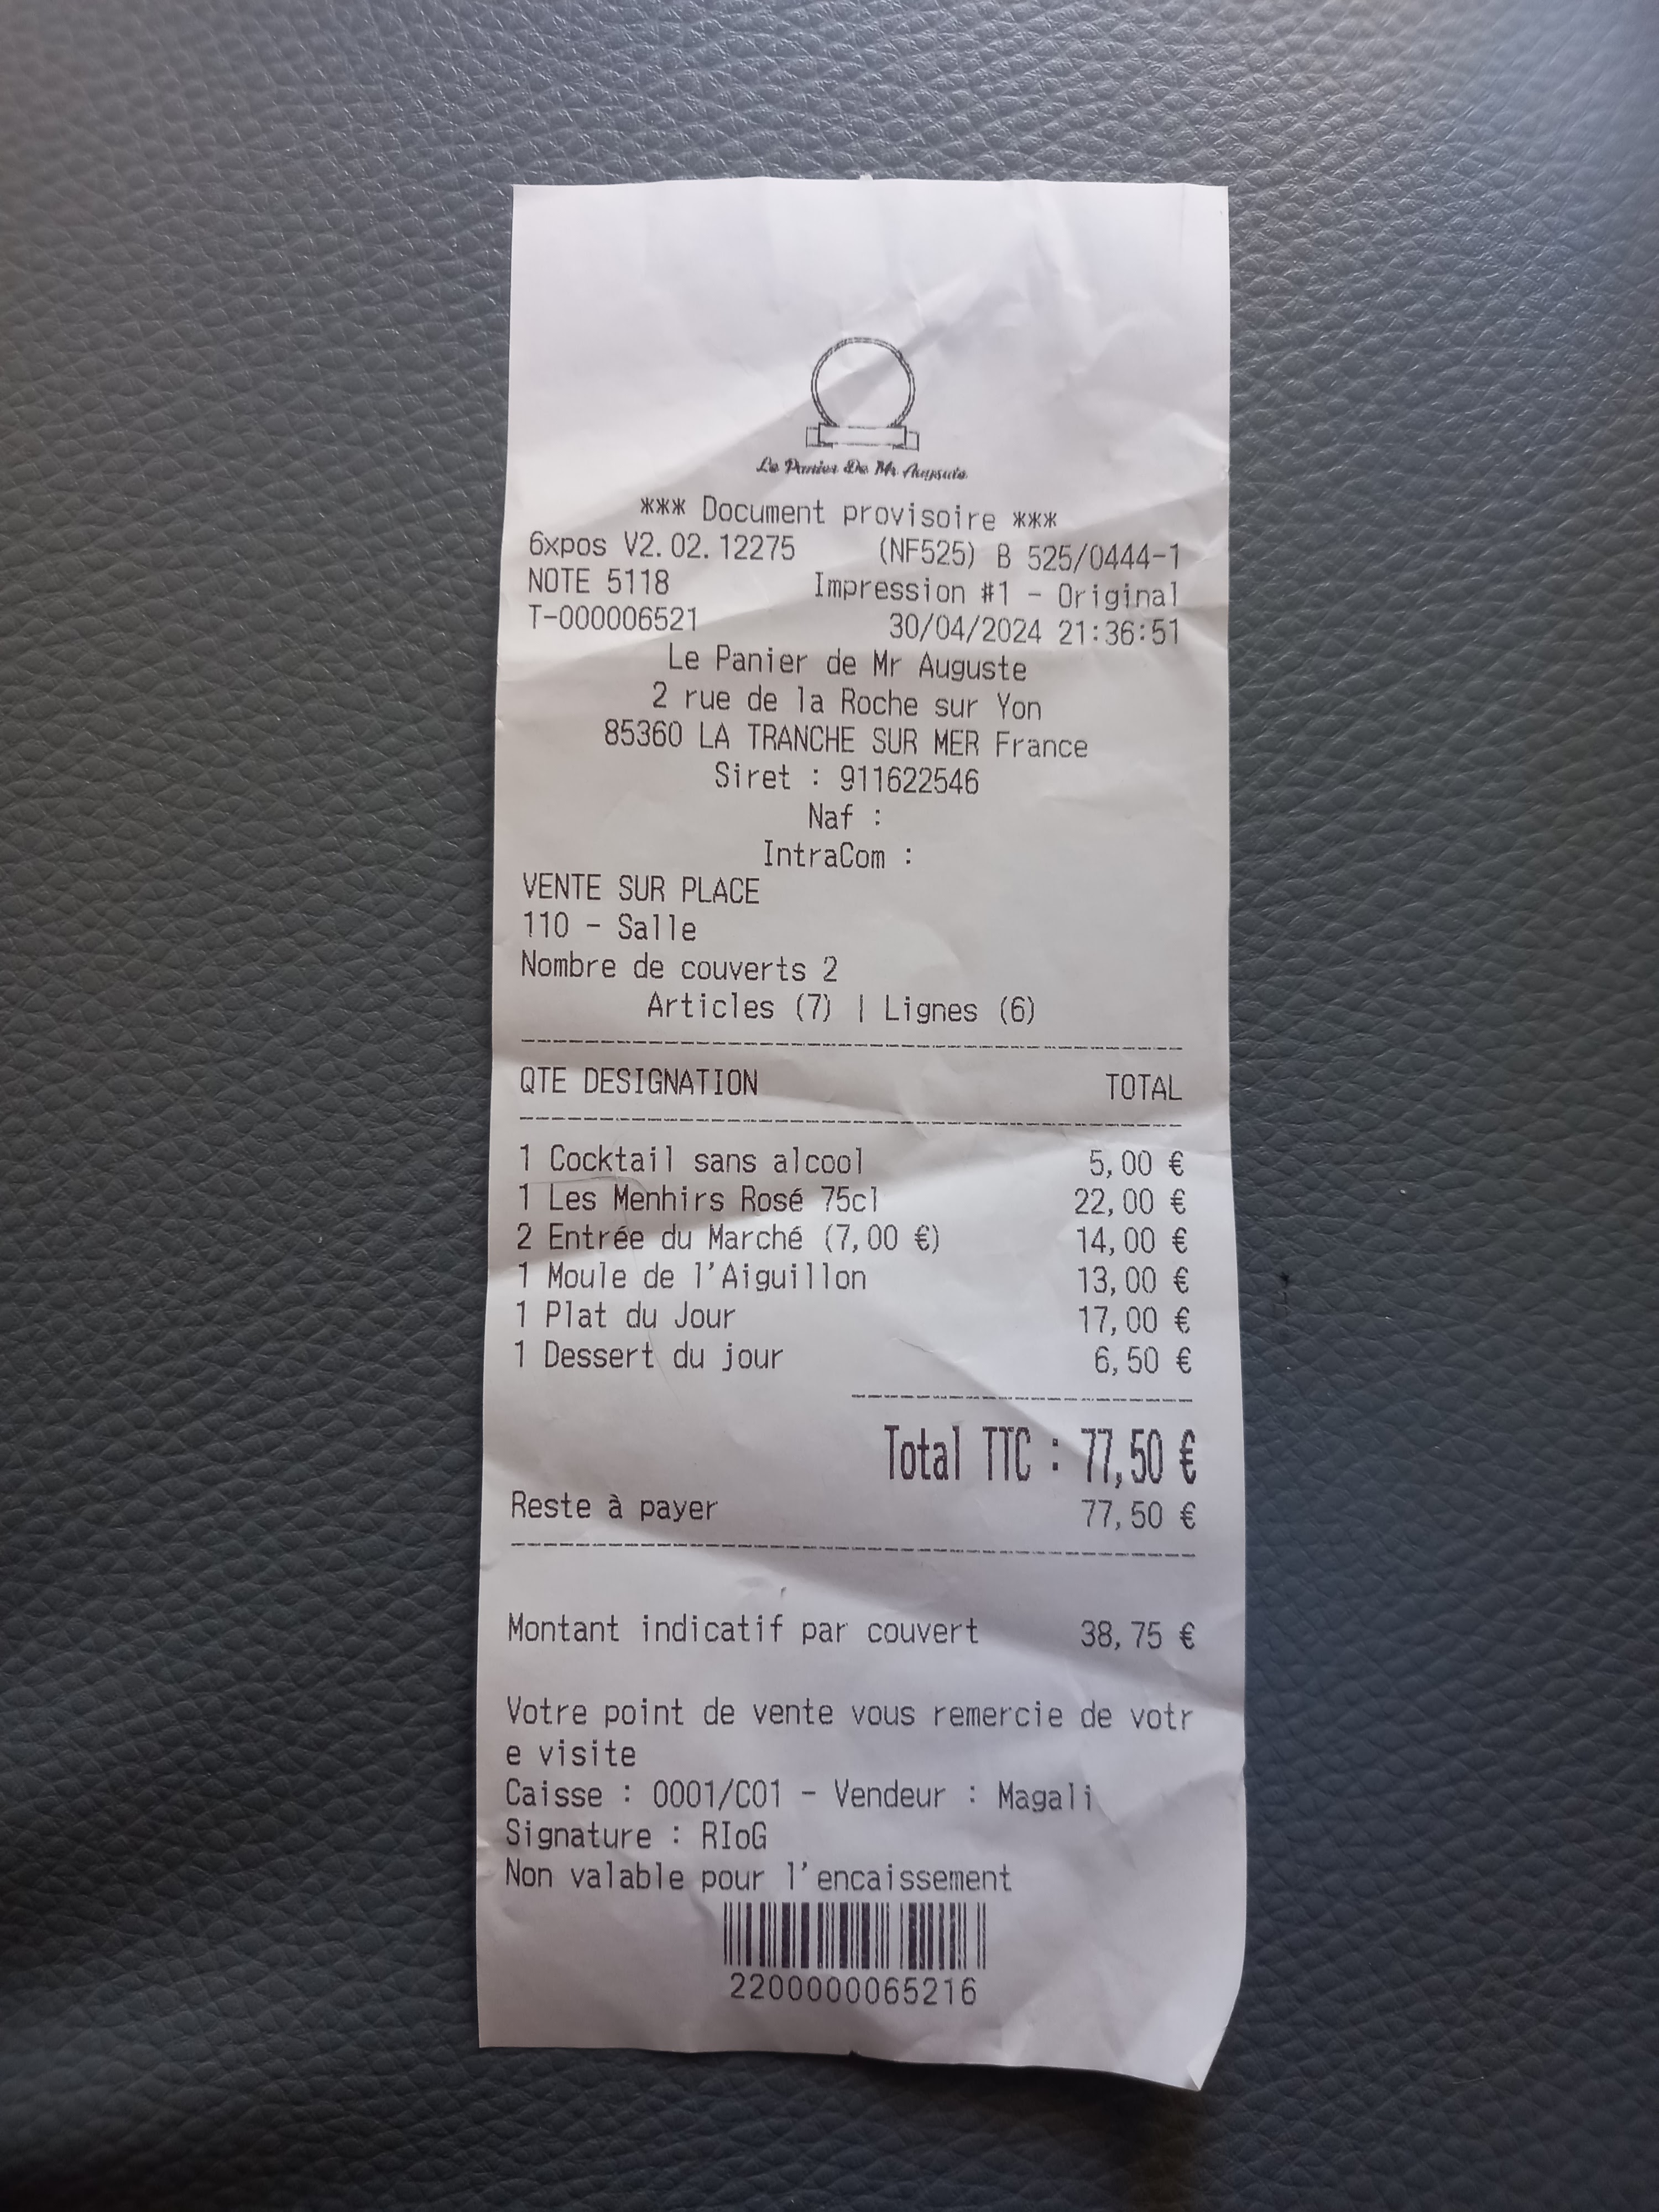 Le Panier De Mr Auguste
*** Document provisoire ***
6xpos V2.02.12275 (NF525) B 525/0444-1
NOTE 5118 Impression #1 - Original
T-000006521 30/04/2024 21:36:51
Le Panier de Mr Auguste
2 rue de la Roche sur Yon
85360 LA TRANCHE SUR MER France
Siret : 911622546
Naf :
IntraCom :
VENTE SUR PLACE
110 - Salle
Nombre de couverts 2
Articles (7) | Lignes (6)
QTE DESIGNATION TOTAL
1 Cocktail sans alcool 5,00 €
1 Les Menhirs Rosé 75cl 22,00 €
2 Entrée du Marché (7,00 €) 14,00 €
1 Moule de l'Aiguillon 13,00 €
1 Plat du Jour 17,00 €
1 Dessert du jour 6,50 €
Total TTC : 77,50 €
Reste à payer 77,50 €
Montant indicatif par couvert 38,75 €
Votre point de vente vous remercie de votr
e visite
Caisse : 0001/C01 - Vendeur : Magali
Signature : RIoG
Non valable pour l'encaissement
2200000065216